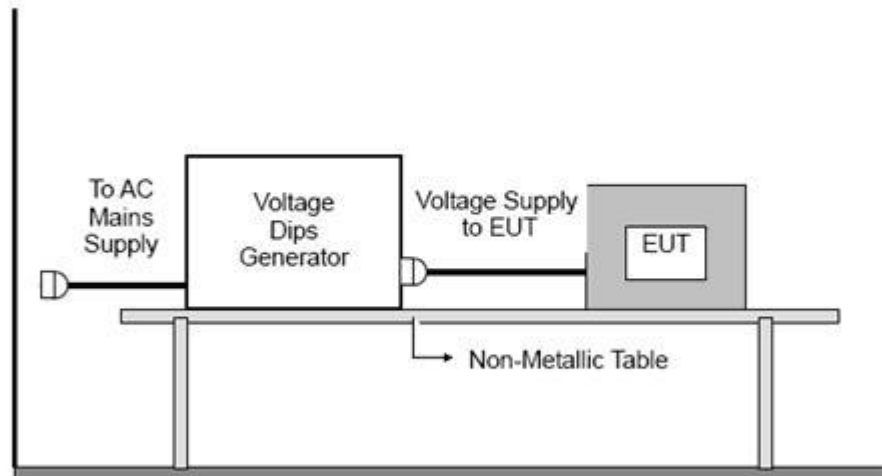 To AC
Mains
Supply
Voltage
Dips
Generator
Voltage Supply
to EUT
EUT
Non-Metallic Table